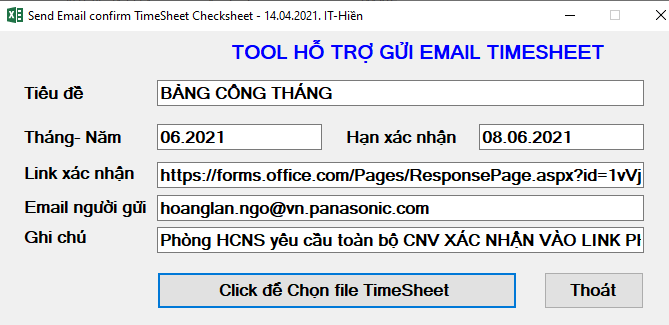 Send Email confirm TimeSheet Checksheet - 14.04.2021. IT-Hiền
TOOL HỖ TRỢ GỬI EMAIL TIMESHEET
Tiêu đề BẢNG CÔNG THÁNG
Tháng- Năm 06.2021 Hạn xác nhận 08.06.2021
Link xác nhận https://forms.office.com/Pages/ResponsePage.aspx?id=1vVj
Email người gửi hoanglan.ngo@vn.panasonic.com
Ghi chú Phòng HCNS yêu cầu toàn bộ CNV XÁC NHẬN VÀO LINK
Click để Chọn file TimeSheet Thoát